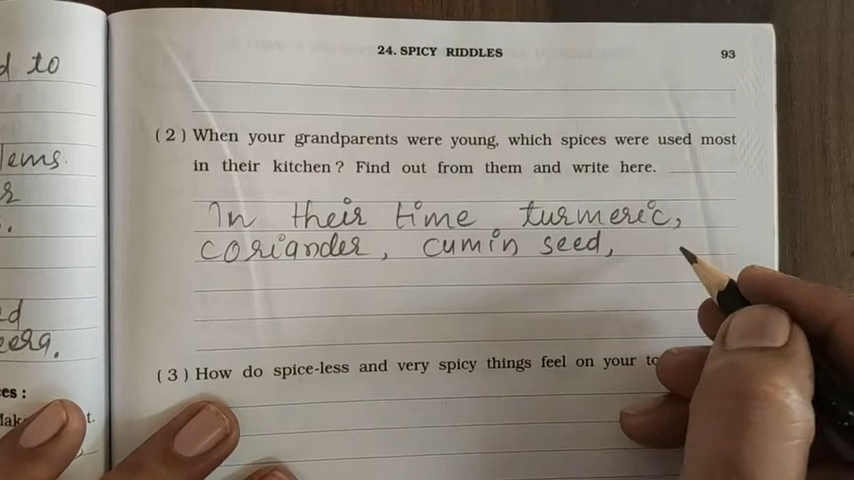 24. SPICY RIDDLES 93
d to
( 2 ) When your grandparents were young, which spices were used most
in their kitchen ? Find out from them and write here.
In their time turmeric,
coriander, cumin seed,
( 3 ) How do spice-less and very spicy things feel on your to